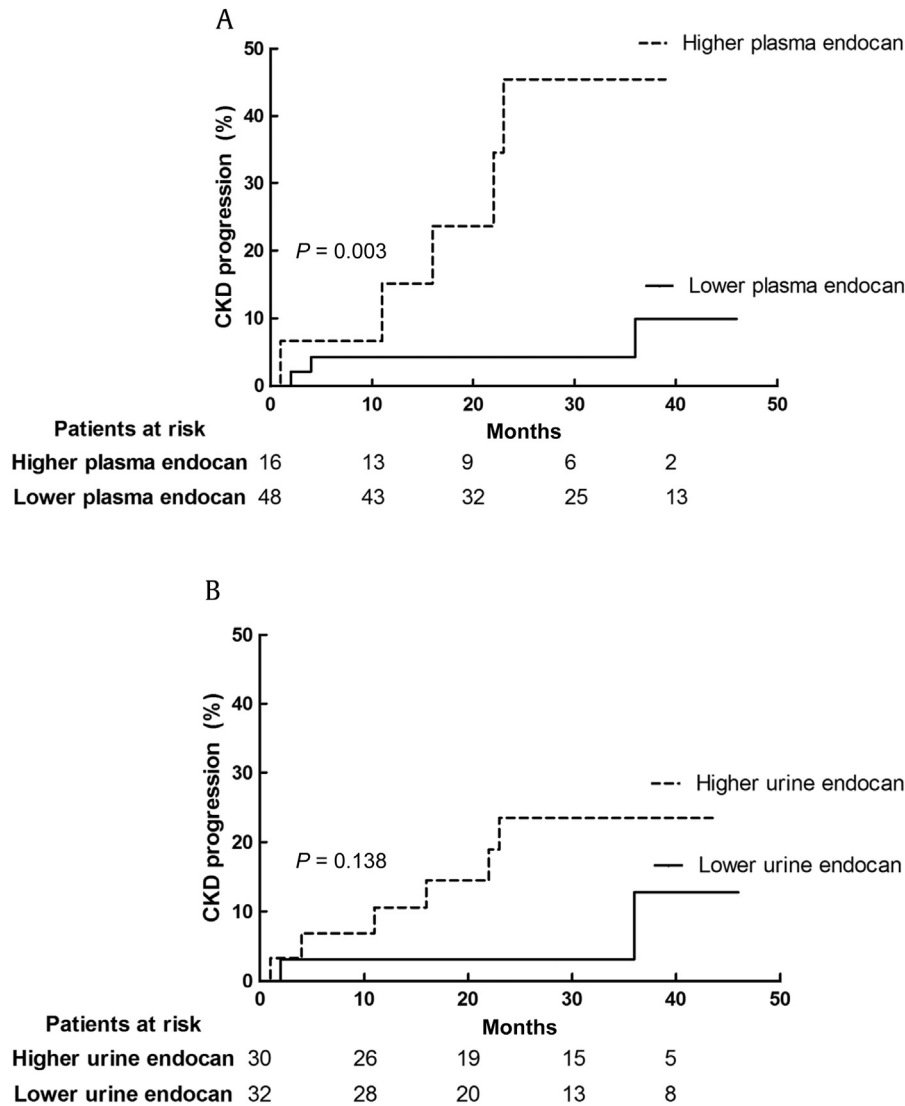 A
50
Higher plasma endocan
40
CKD progression (%)
30
20
P = 0.003
Lower plasma endocan
10
0
0 10 20 30 40 50
Months
Patients at risk
Higher plasma endocan 16 13 9 6 2
Lower plasma endocan 48 43 32 25 13
B
50
40
CKD progression (%)
30
Higher urine endocan
20
P = 0.138
Lower urine endocan
10
0
0 10 20 30 40 50
Months
Patients at risk
Higher urine endocan 30 26 19 15 5
Lower urine endocan 32 28 20 13 8